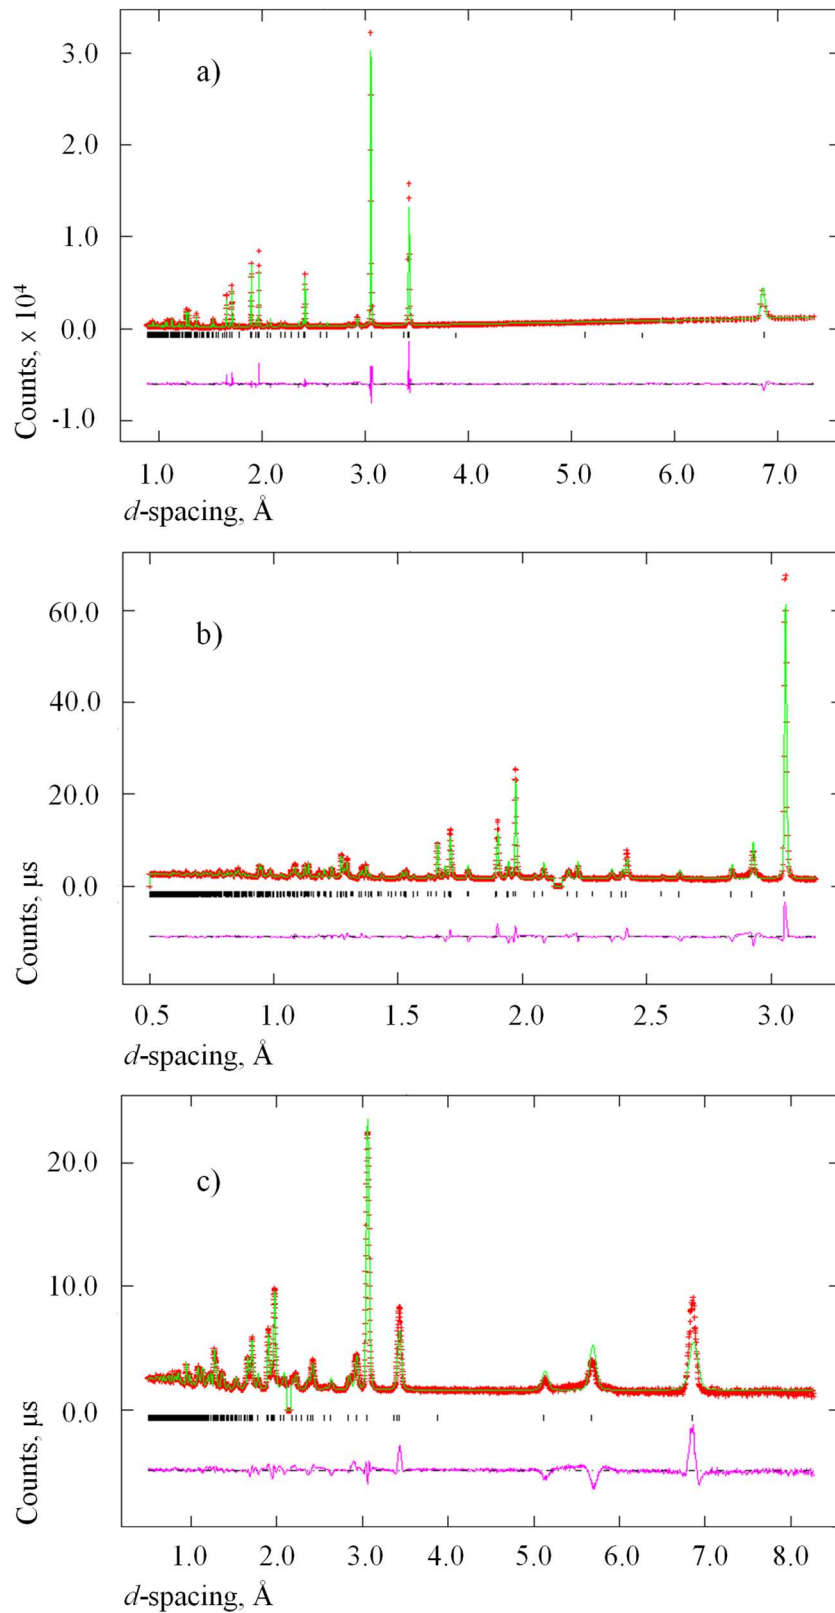 a)
3.0
2.0
1.0
0.0
-1.0
Counts, x 10⁴
1.0 2.0 3.0 4.0 5.0 6.0 7.0
d-spacing, Å
b)
60.0
40.0
20.0
0.0
Counts, µs
0.5 1.0 1.5 2.0 2.5 3.0
d-spacing, Å
c)
20.0
10.0
0.0
Counts, µs
1.0 2.0 3.0 4.0 5.0 6.0 7.0 8.0
d-spacing, Å